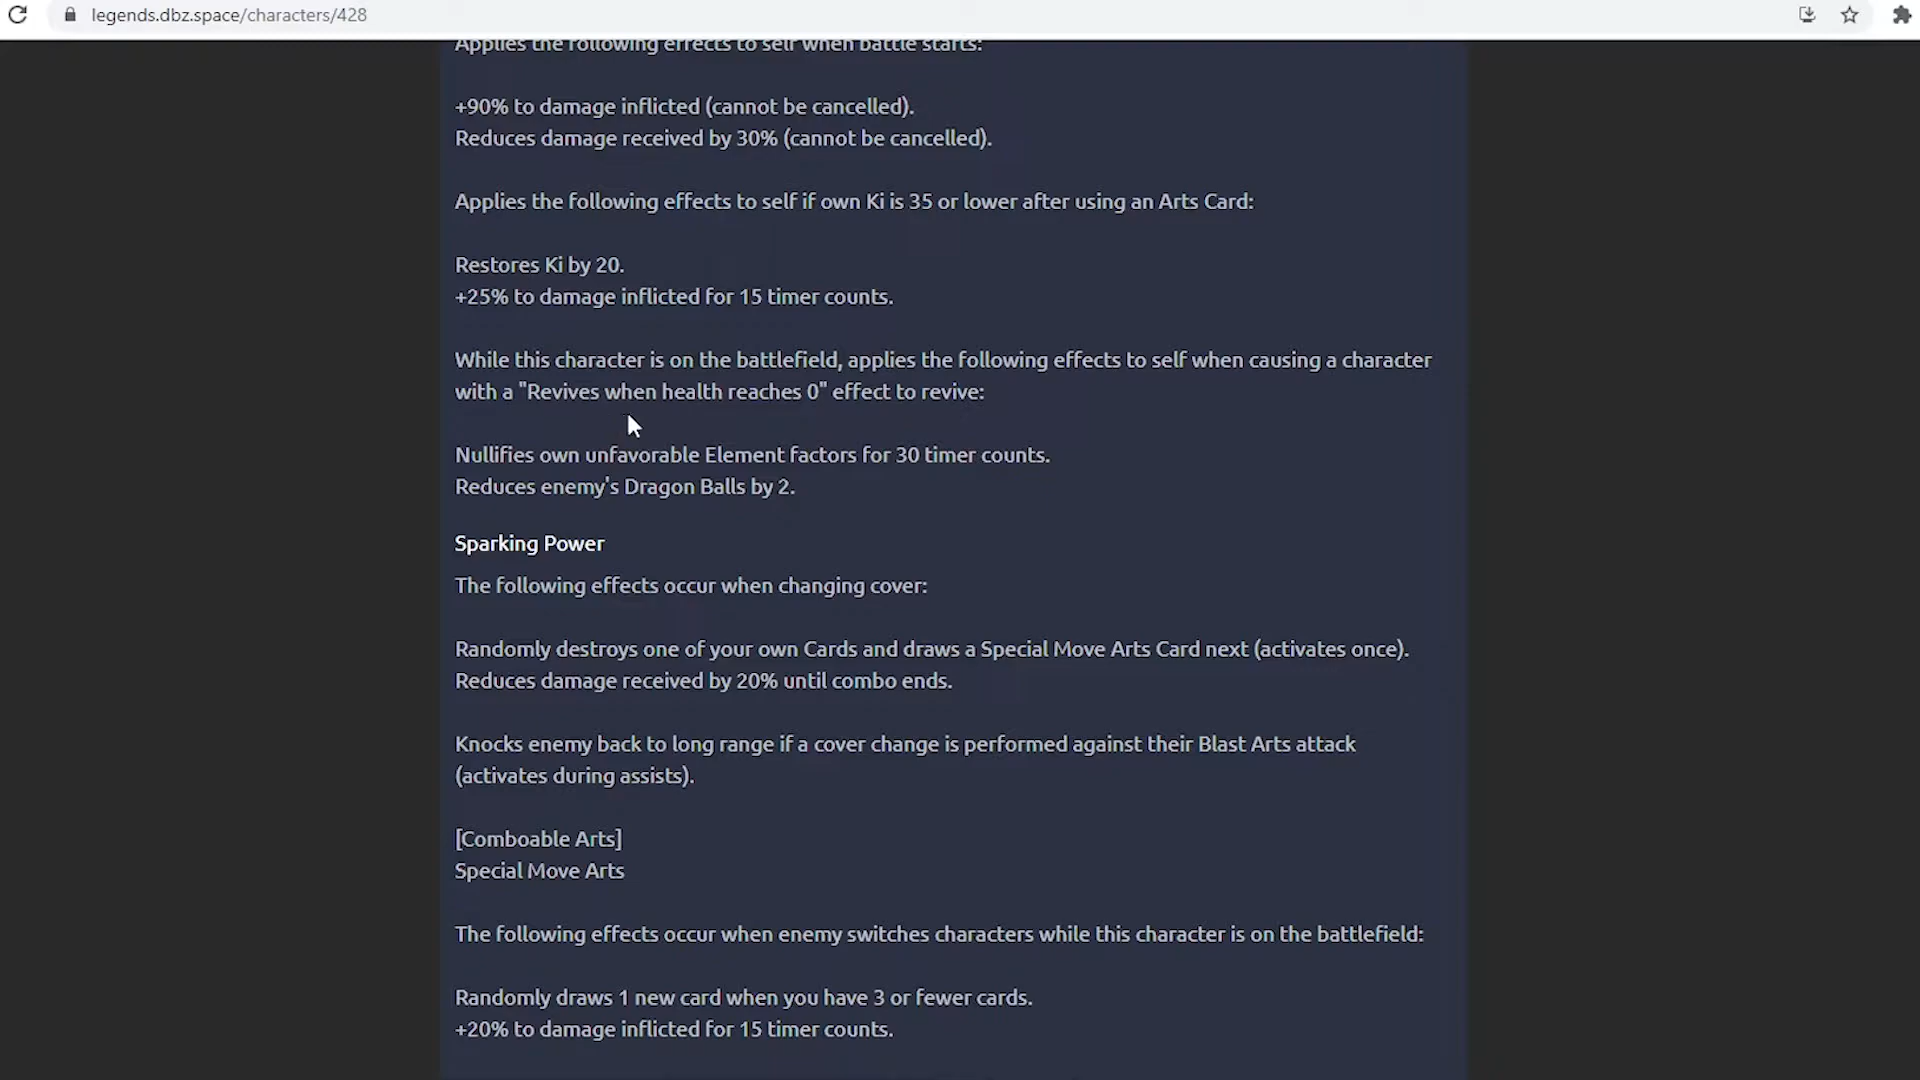 legends.dbz.space/characters/428
Applies the following effects to self when battle starts:
+90% to damage inflicted (cannot be cancelled).
Reduces damage received by 30% (cannot be cancelled).
Applies the following effects to self if own Ki is 35 or lower after using an Arts Card:
Restores Ki by 20.
+25% to damage inflicted for 15 timer counts.
While this character is on the battlefield, applies the following effects to self when causing a character
with a "Revives when health reaches 0" effect to revive:
Nullifies own unfavorable Element factors for 30 timer counts.
Reduces enemy's Dragon Balls by 2.
Sparking Power
The following effects occur when changing cover:
Randomly destroys one of your own Cards and draws a Special Move Arts Card next (activates once).
Reduces damage received by 20% until combo ends.
Knocks enemy back to long range if a cover change is performed against their Blast Arts attack
(activates during assists).
[Comboable Arts]
Special Move Arts
The following effects occur when enemy switches characters while this character is on the battlefield:
Randomly draws 1 new card when you have 3 or fewer cards.
+20% to damage inflicted for 15 timer counts.